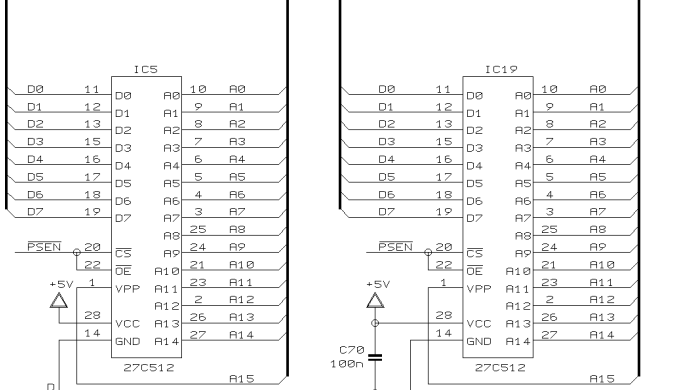 IC5 IC19
D0 11 D0 A0 10 A0 D0 11 D0 A0 10 A0
D1 12 D1 A1 9 A1 D1 12 D1 A1 9 A1
D2 13 D2 A2 8 A2 D2 13 D2 A2 8 A2
D3 15 D3 A3 7 A3 D3 15 D3 A3 7 A3
D4 16 D4 A4 6 A4 D4 16 D4 A4 6 A4
D5 17 D5 A5 5 A5 D5 17 D5 A5 5 A5
D6 18 D6 A6 4 A6 D6 18 D6 A6 4 A6
D7 19 D7 A7 3 A7 D7 19 D7 A7 3 A7
A8 25 A8 A8 25 A8
PSEN 20 CS A9 24 A9 PSEN 20 CS A9 24 A9
22 OE A10 21 A10 22 OE A10 21 A10
+5V 1 VPP A11 23 A11 +5V 1 VPP A11 23 A11
A12 2 A12 A12 2 A12
28 VCC A13 26 A13 28 VCC A13 26 A13
14 GND A14 27 A14 14 GND A14 27 A14
C70
100n
27C512 27C512
A15 A15